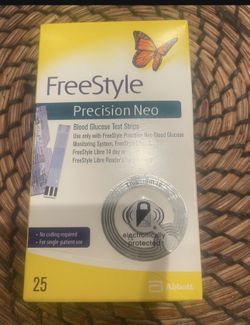 FreeStyle
Precision Neo
Blood Glucose Test Strips
Use only with FreeStyle Precision Neo Blood Glucose
Monitoring System, FreeStyle Libre
FreeStyle Libre 14 day
FreeStyle Libre Reader
electronically
protected
• No coding required
• For single-patient use
25
Abbott